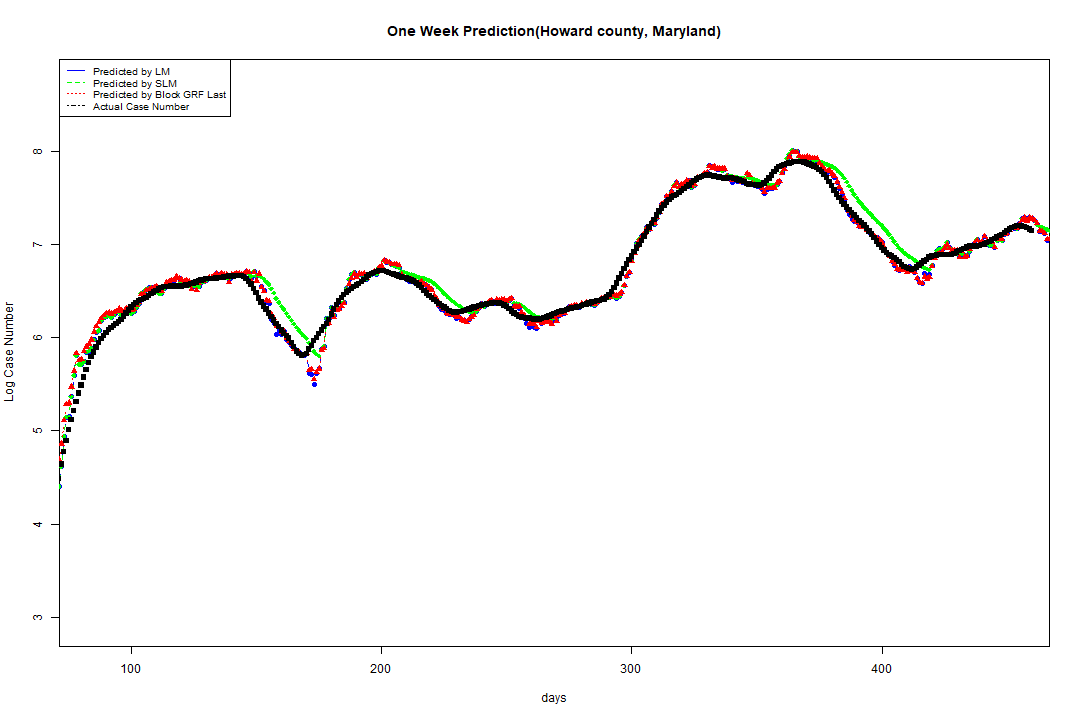 One Week Prediction(Howard county, Maryland)
Predicted by LM
Predicted by SLM
Predicted by Block GRF Last
Actual Case Number
8
7
6
5
4
3
Log Case Number
100 200 300 400
days